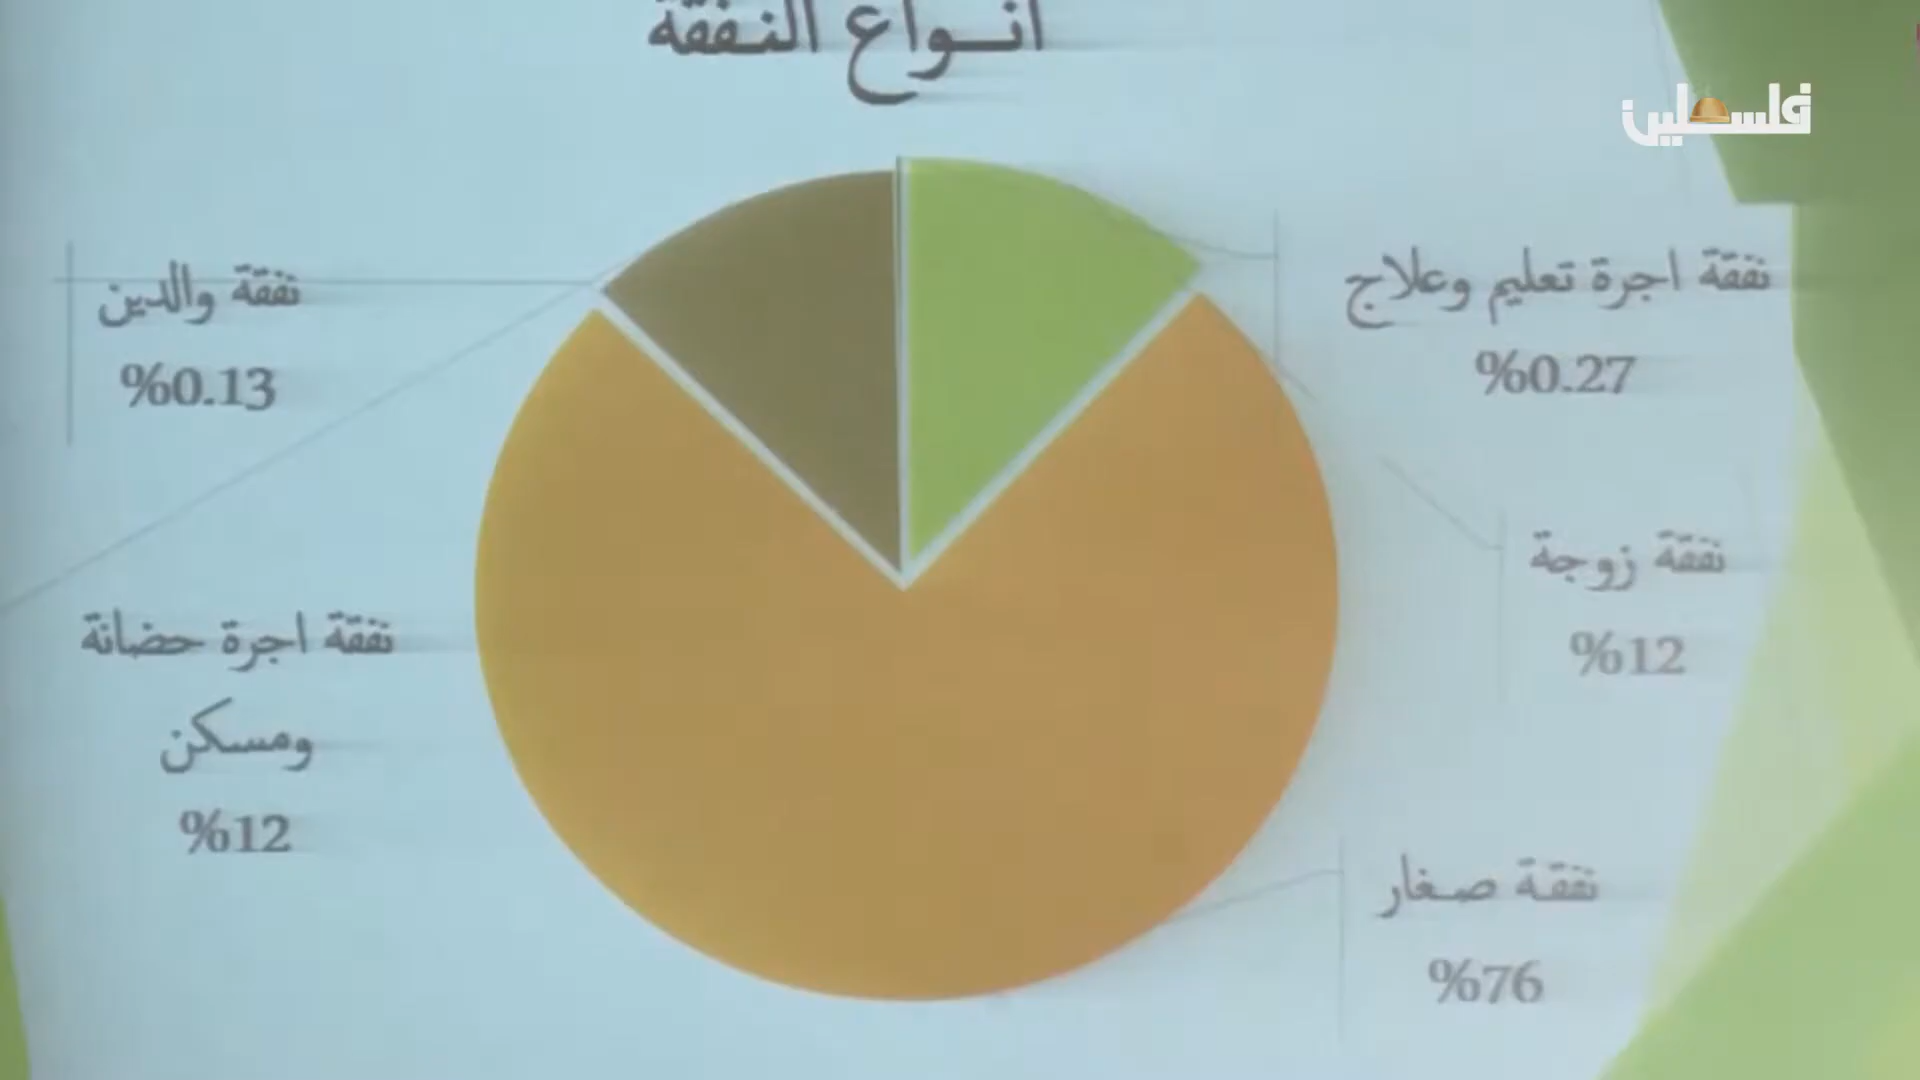 انواع النفقة
فلسطين
نفقة اجرة تعليم وعلاج
%0.27
نفقة والدين
%0.13
نفقة زوجة
%12
نفقة اجرة حضانة
ومسكن
%12
نفقة صغار
%76